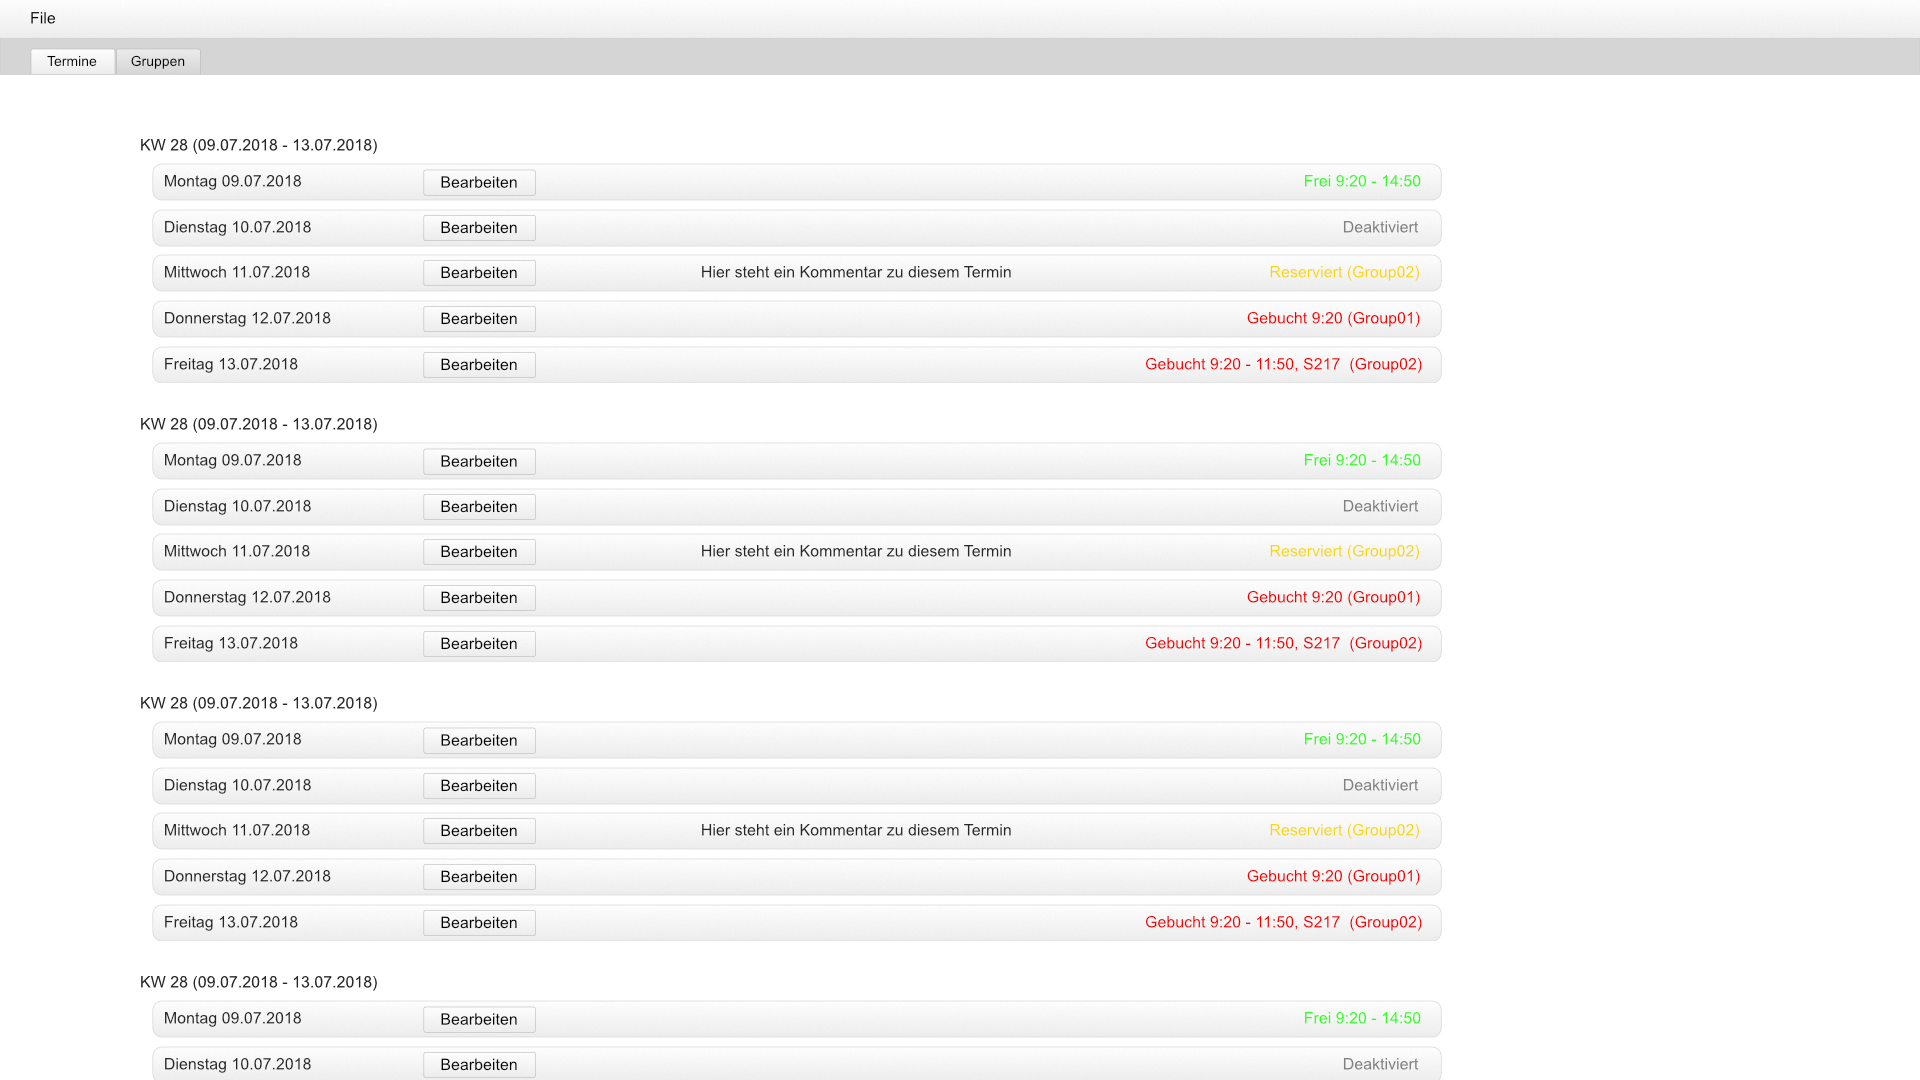 File
Termine Gruppen
KW 28 (09.07.2018 - 13.07.2018)
Montag 09.07.2018 Bearbeiten Frei 9:20 - 14:50
Dienstag 10.07.2018 Bearbeiten Deaktiviert
Mittwoch 11.07.2018 Bearbeiten Hier steht ein Kommentar zu diesem Termin Reserviert (Group02)
Donnerstag 12.07.2018 Bearbeiten Gebucht 9:20 (Group01)
Freitag 13.07.2018 Bearbeiten Gebucht 9:20 - 11:50, S217  (Group02)
KW 28 (09.07.2018 - 13.07.2018)
Montag 09.07.2018 Bearbeiten Frei 9:20 - 14:50
Dienstag 10.07.2018 Bearbeiten Deaktiviert
Mittwoch 11.07.2018 Bearbeiten Hier steht ein Kommentar zu diesem Termin Reserviert (Group02)
Donnerstag 12.07.2018 Bearbeiten Gebucht 9:20 (Group01)
Freitag 13.07.2018 Bearbeiten Gebucht 9:20 - 11:50, S217  (Group02)
KW 28 (09.07.2018 - 13.07.2018)
Montag 09.07.2018 Bearbeiten Frei 9:20 - 14:50
Dienstag 10.07.2018 Bearbeiten Deaktiviert
Mittwoch 11.07.2018 Bearbeiten Hier steht ein Kommentar zu diesem Termin Reserviert (Group02)
Donnerstag 12.07.2018 Bearbeiten Gebucht 9:20 (Group01)
Freitag 13.07.2018 Bearbeiten Gebucht 9:20 - 11:50, S217  (Group02)
KW 28 (09.07.2018 - 13.07.2018)
Montag 09.07.2018 Bearbeiten Frei 9:20 - 14:50
Dienstag 10.07.2018 Bearbeiten Deaktiviert